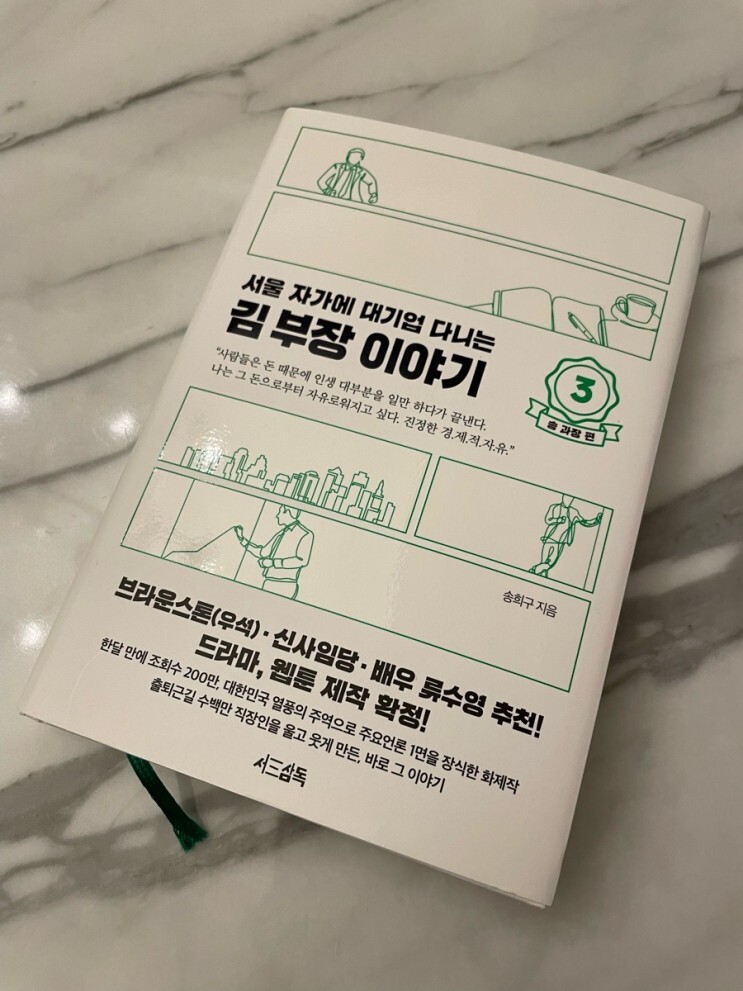 서울 자가에 대기업 다니는
김 부장 이야기
"사람들은 돈 때문에 인생 대부분을 일만 하다가 끝낸다.
나는 그 돈으로부터 자유로워지고 싶다. 진정한 경.제.적.자.유."
3
송 과장 편
송희구 지음
브라운스톤(우석)·신사임당·배우 류수영 추천!
드라마, 웹툰 제작 확정!
한달 만에 조회수 200만, 대한민국 열풍의 주역으로 주요언론 1면을 장식한 화제작
출퇴근길 수백만 직장인을 울고 웃게 만든, 바로 그 이야기
서삼독